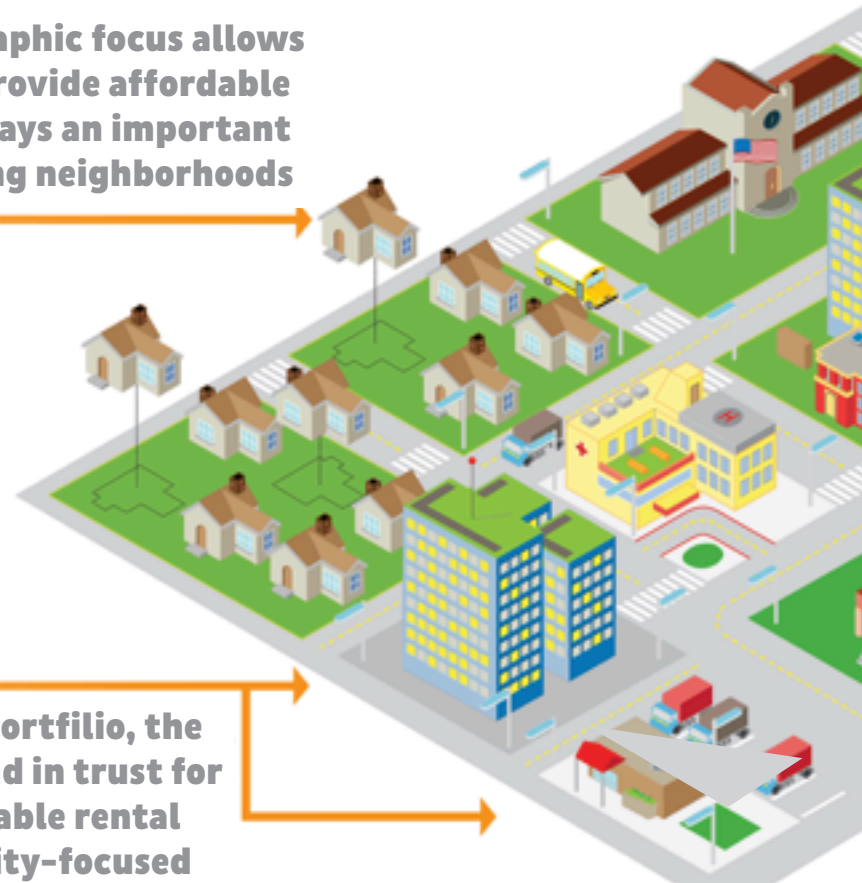 aphic focus allows
rovide affordable
ays an important
ng neighborhoods
ortfilio, the
d in trust for
able rental
ity-focused
H